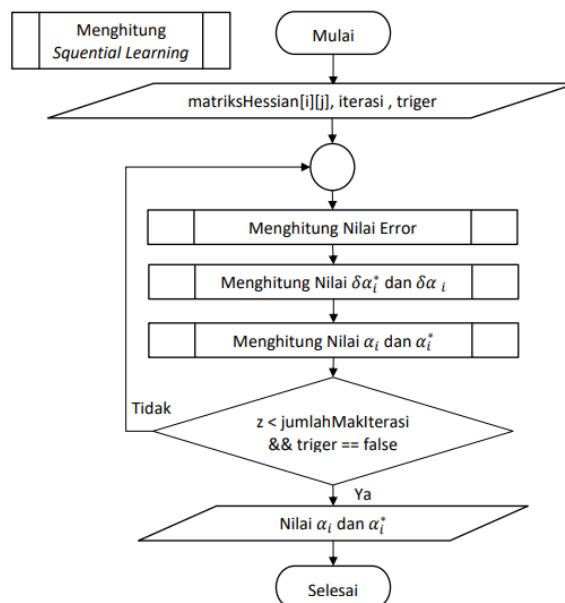 Menghitung
Squential Learning
Mulai
matriksHessian[i][j], iterasi , triger
Menghitung Nilai Error
Menghitung Nilai δα*ᵢ dan δα ᵢ
Menghitung Nilai αᵢ dan α*ᵢ
Tidak
z < jumlahMakIterasi
&& triger == false
Ya
Nilai αᵢ dan α*ᵢ
Selesai